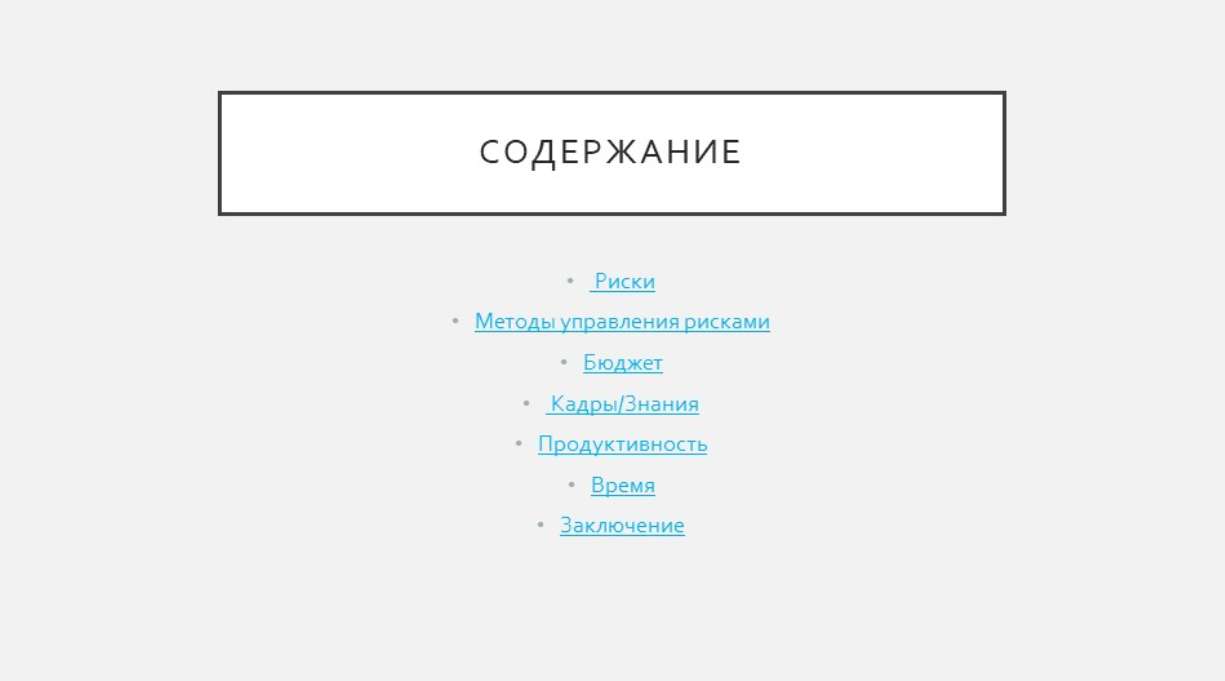 СОДЕРЖАНИЕ
• Риски
• Методы управления рисками
• Бюджет
• Кадры/Знания
• Продуктивность
• Время
• Заключение